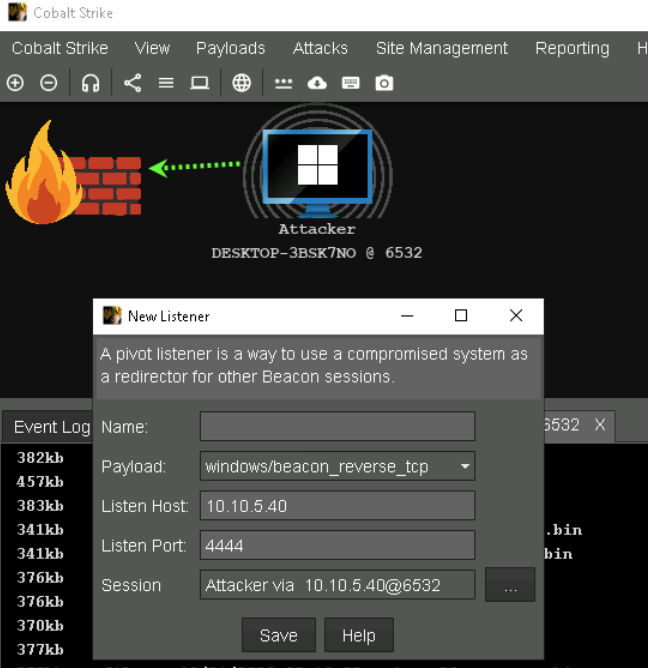 Cobalt Strike
Cobalt Strike View Payloads Attacks Site Management Reporting H
Attacker
DESKTOP-3BSK7NO @ 6532
New Listener
A pivot listener is a way to use a compromised system as
a redirector for other Beacon sessions.
Event Log
6532 X
Name:
Payload: windows/beacon_reverse_tcp
Listen Host: 10.10.5.40
Listen Port: 4444
Session Attacker via 10.10.5.40@6532 ...
Save Help
382kb
457kb
383kb
341kb .bin
341kb bin
376kb
376kb
370kb
377kb